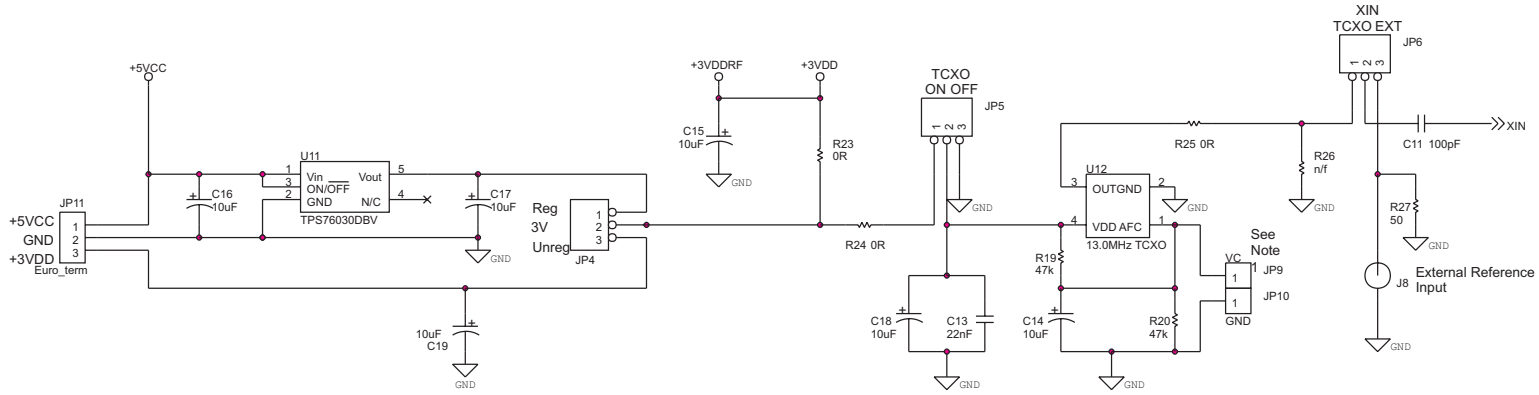 XIN
TCXO EXT
JP6
1 2 3
+5VCC
+3VDDRF
+3VDD
TCXO
ON OFF
JP5
1 2 3
C15
10uF
GND
R23
0R
R25 0R
C11 100pF
XIN
R26
n/f
GND
U11
1 Vin Vout 5
3 ON/OFF
2 GND N/C 4
TPS76030DBV
C16
10uF
C17
10uF
GND
JP11
+5VCC 1
GND 2
+3VDD 3
Euro_term
Reg 1
3V 2
Unreg 3
JP4
R24 0R
GND
U12
3 OUTGND 2
4 VDD AFC 1
13.0MHz TCXO
GND
R27
50
GND
See
Note
1
VC
1 JP9
1 JP10
GND
J8 External Reference
Input
GND
R19
47k
10uF
C19
GND
C18
10uF
C13
22nF
GND
C14
10uF
R20
47k
GND